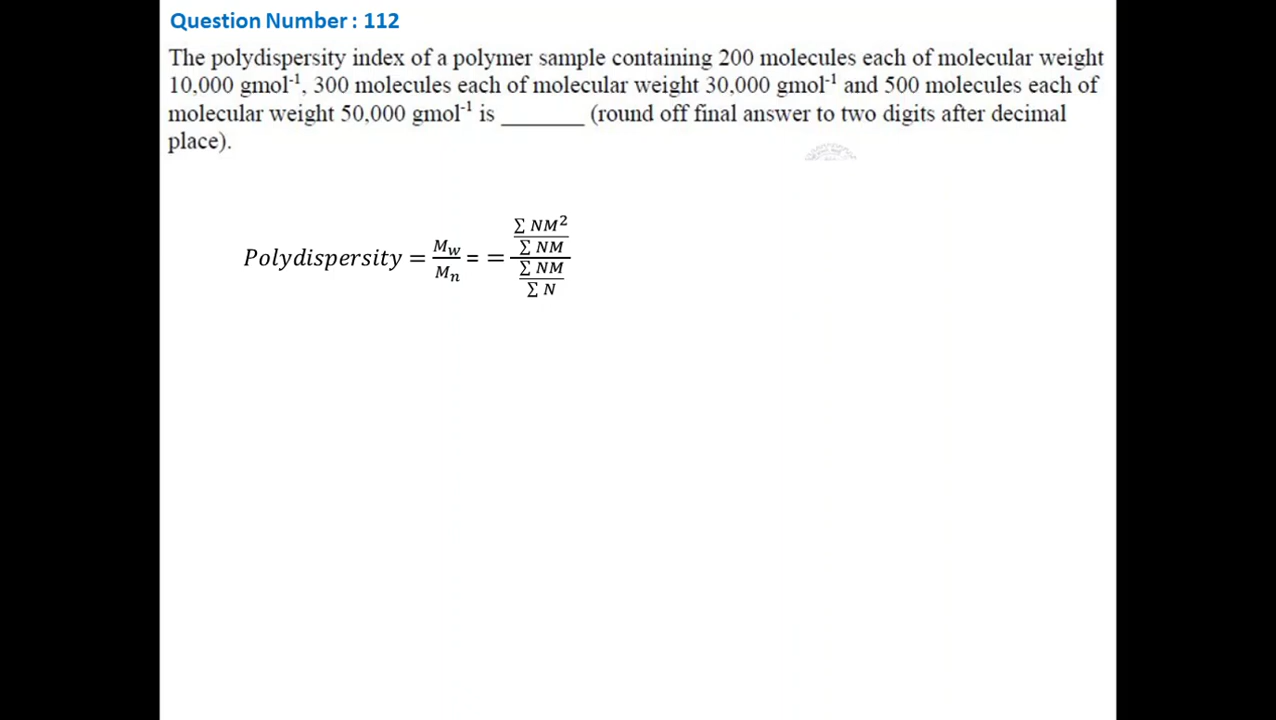 Question Number : 112
The polydispersity index of a polymer sample containing 200 molecules each of molecular weight
10,000 gmol⁻¹, 300 molecules each of molecular weight 30,000 gmol⁻¹ and 500 molecules each of
molecular weight 50,000 gmol⁻¹ is ________ (round off final answer to two digits after decimal
place).
Polydispersity = M_w/M_n = = (∑ NM²/∑ NM)/(∑ NM/∑ N)